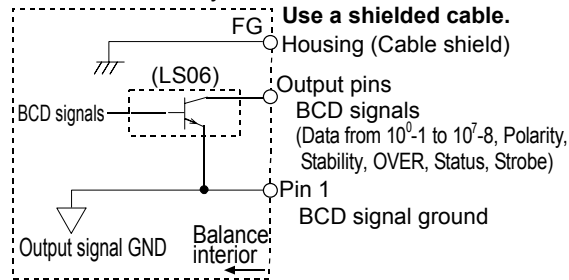 Use a shielded cable.
FG
Housing (Cable shield)
(LS06)
Output pins
BCD signals
BCD signals
(Data from 10⁰-1 to 10⁷-8, Polarity,
Stability, OVER, Status, Strobe)
Pin 1
BCD signal ground
Output signal GND
Balance
interior